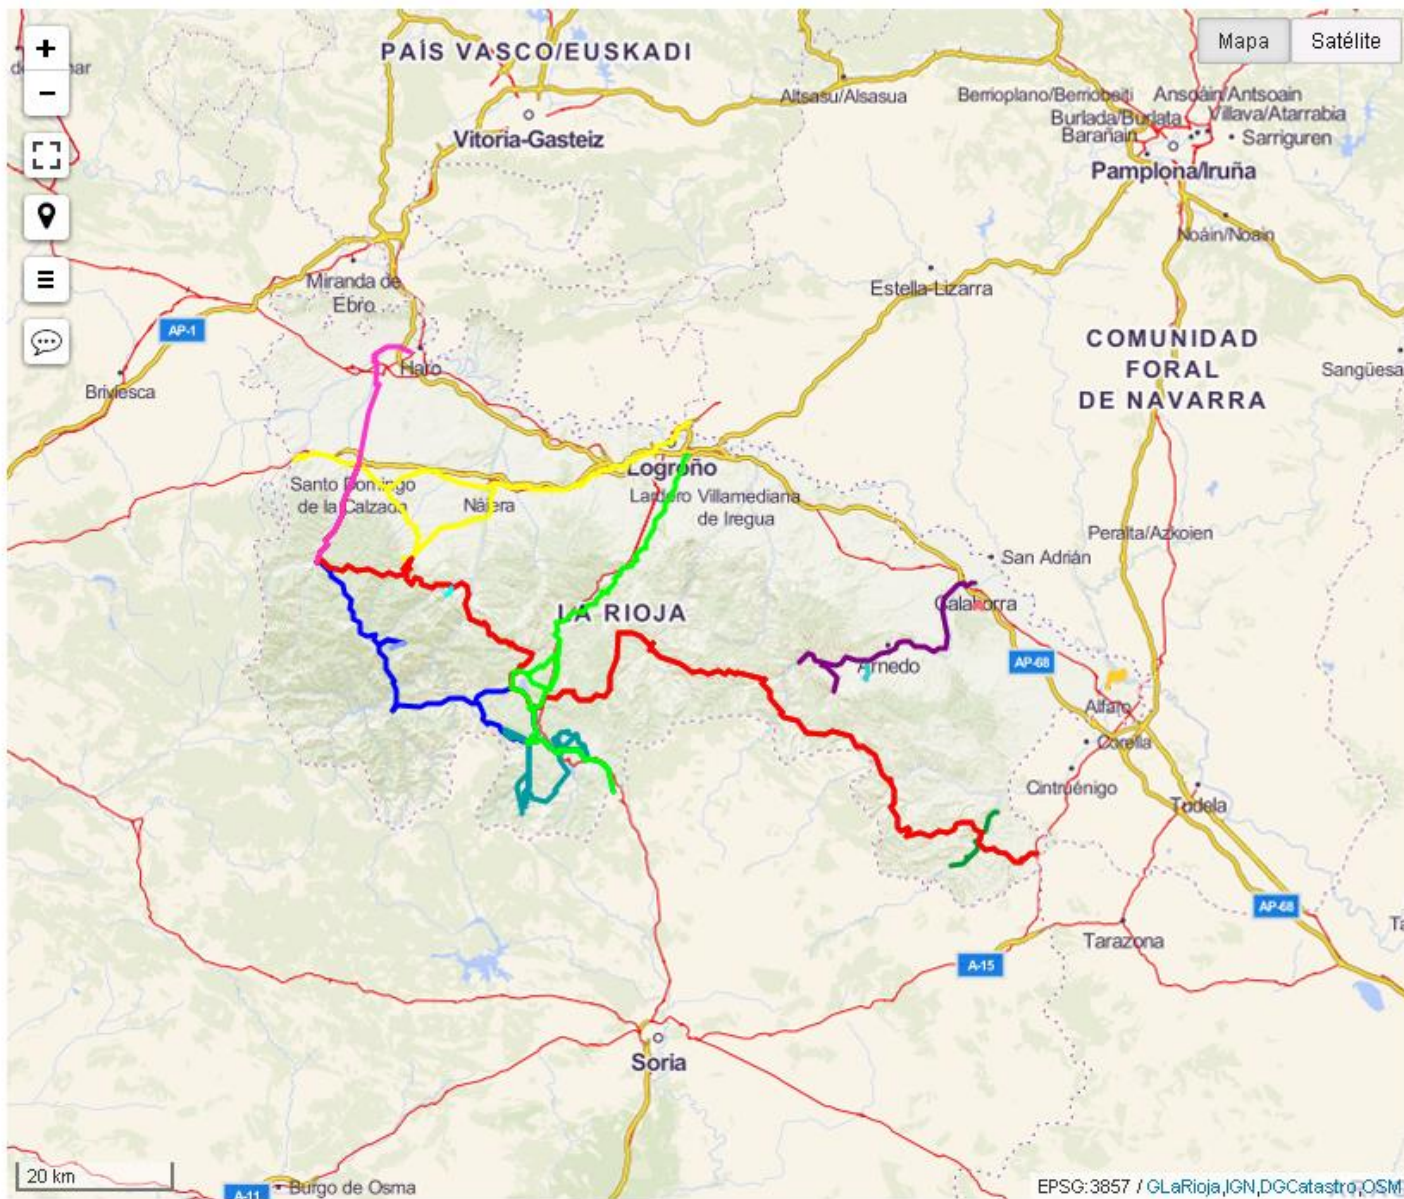 +
−
Mapa
Satélite
PAÍS VASCO/EUSKADI
Vitoria-Gasteiz
Altsasu/Alsasua
Berrioplano/Berriobeiti
Ansoáin/Antsoain
Burlada/Burlata
Villava/Atarrabia
Barañain
Sarriguren
Pamplona/Iruña
Noáin/Noain
Miranda de
Ebro
Estella-Lizarra
AP-1
COMUNIDAD
FORAL
DE NAVARRA
Haro
Briviesca
Sangüesa
Logroño
Santo Domingo
de la Calzada
Nájera
Lardero
Villamediana
de Iregua
Peralta/Azkoien
San Adrián
Calahorra
LA RIOJA
Arnedo
AP-68
Alfaro
Corella
Cintruénigo
Tudela
AP-68
Tarazona
A-15
Soria
20 km
A-11
Burgo de Osma
EPSG:3857 / GLaRioja,IGN,DGCatastro,OSM